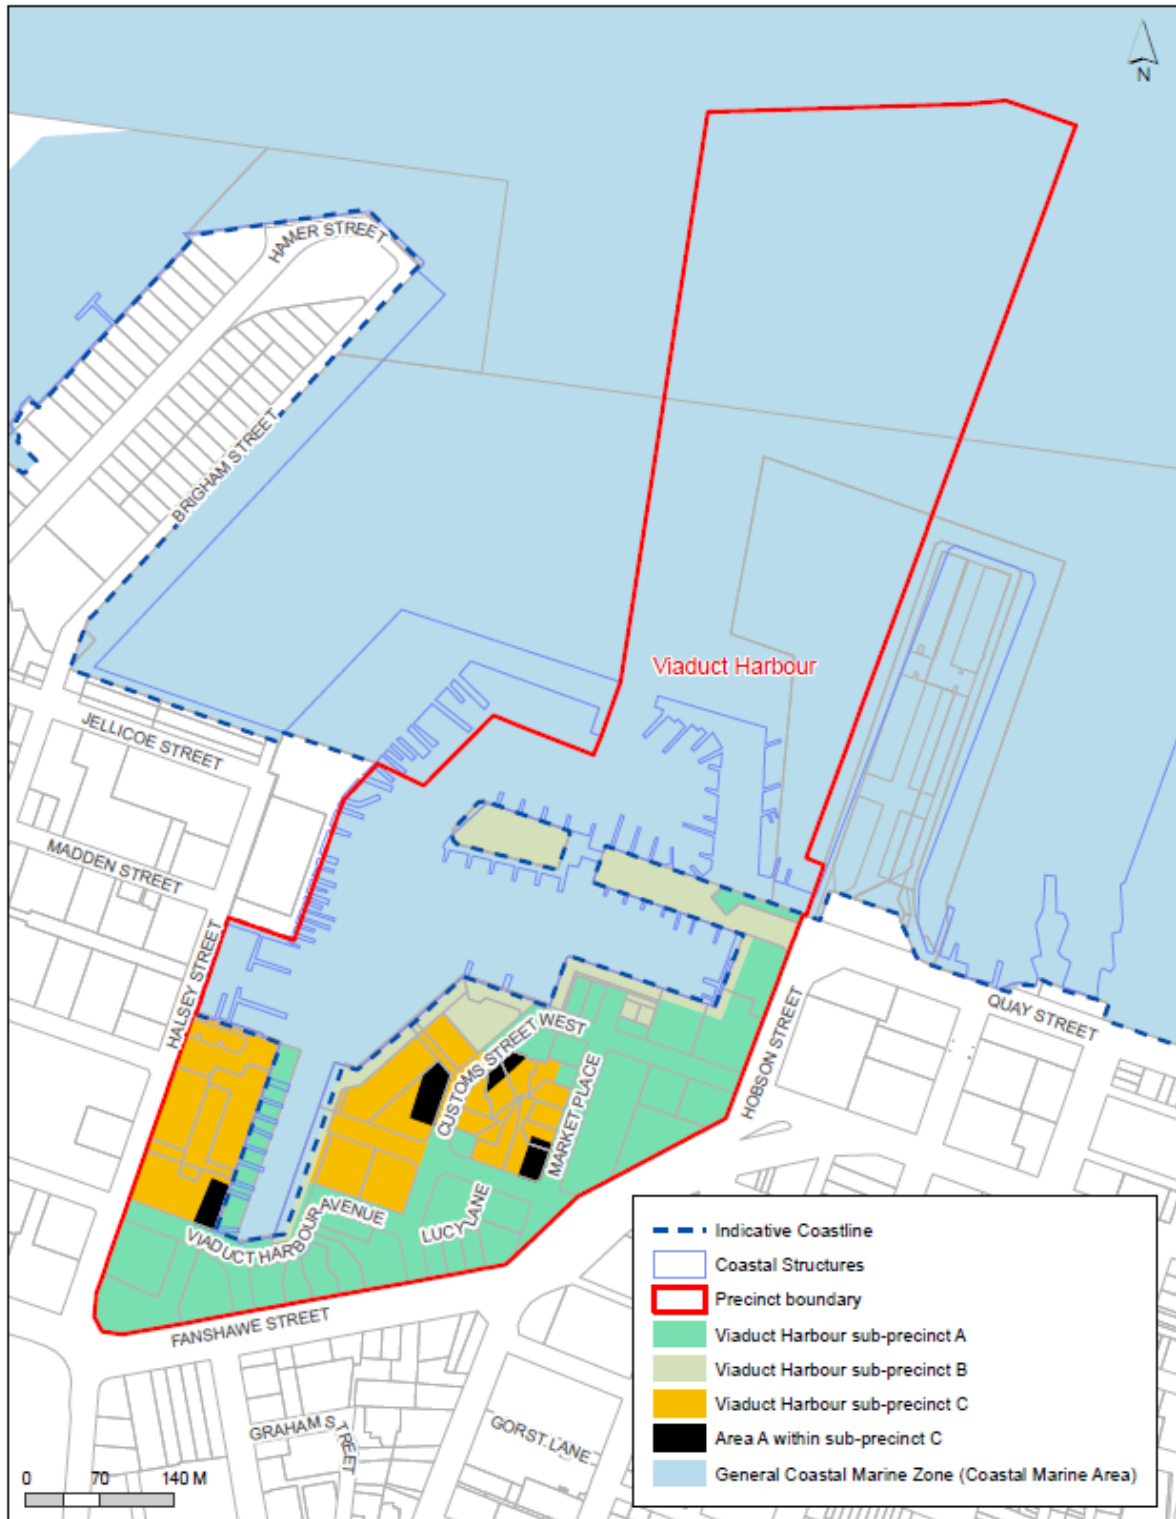 N
HAMER STREET
BRIGHAM STREET
Viaduct Harbour
JELLICOE STREET
MADDEN STREET
HALSEY STREET
QUAY STREET
CUSTOMS STREET WEST
HOBSON STREET
MARKET PLACE
LUCY LANE
VIADUCT HARBOUR AVENUE
FANSHAWE STREET
GRAHAM STREET
GORST LANE
0 70 140 M
Indicative Coastline
Coastal Structures
Precinct boundary
Viaduct Harbour sub-precinct A
Viaduct Harbour sub-precinct B
Viaduct Harbour sub-precinct C
Area A within sub-precinct C
General Coastal Marine Zone (Coastal Marine Area)